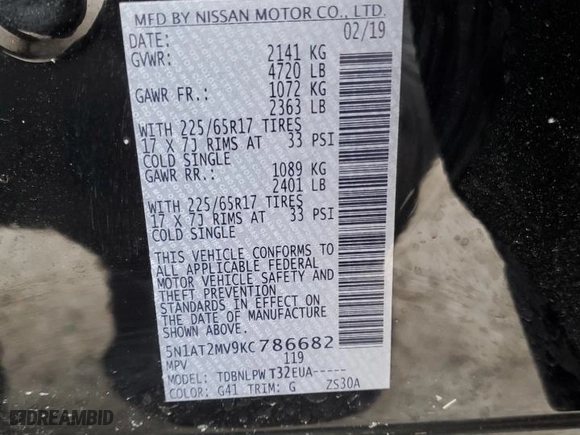 MFD BY NISSAN MOTOR CO., LTD.
DATE: 02/19
GVWR: 2141 KG
4720 LB
GAWR FR.: 1072 KG
2363 LB
WITH 225/65R17 TIRES
17 X 7J RIMS AT 33 PSI
COLD SINGLE
GAWR RR.: 1089 KG
2401 LB
WITH 225/65R17 TIRES
17 X 7J RIMS AT 33 PSI
COLD SINGLE
THIS VEHICLE CONFORMS TO
ALL APPLICABLE FEDERAL
MOTOR VEHICLE SAFETY AND
THEFT PREVENTION
STANDARDS IN EFFECT ON
THE DATE OF MANUFACTURE
SHOWN ABOVE.
5N1AT2MV9KC786682
MPV 119
MODEL: TDBNLPWT32EUA-----
COLOR: G41 TRIM: G ZS30A
DREAMBID